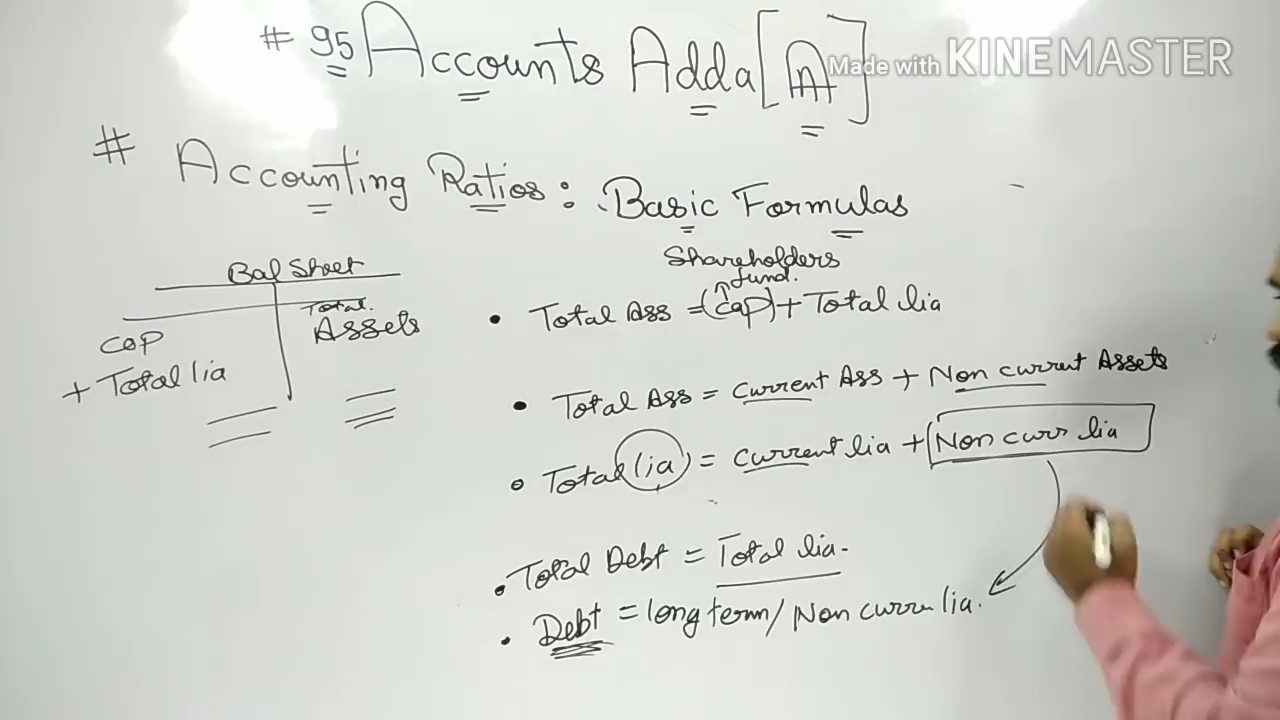 # 95 Accounts Adda [A]
Made with KINEMASTER
# Accounting Ratios : Basic Formulas
Bal Sheet
Total.
Assets
Cap
+ Total lia
Shareholders
fund.
• Total Ass = (Cap) + Total lia
• Total Ass = Current Ass + Non current Assets
• Total lia = Current lia + Non curr lia
• Total Debt = Total lia.
• Debt = long term / Non curre lia.